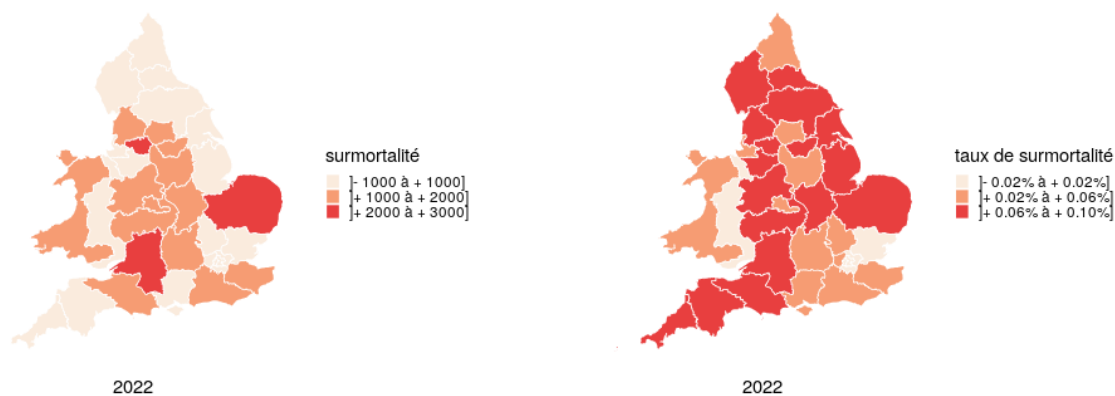 surmortalité
]- 1000 à + 1000]
]+ 1000 à + 2000]
]+ 2000 à + 3000]
2022
taux de surmortalité
]- 0.02% à + 0.02%]
]+ 0.02% à + 0.06%]
]+ 0.06% à + 0.10%]
2022